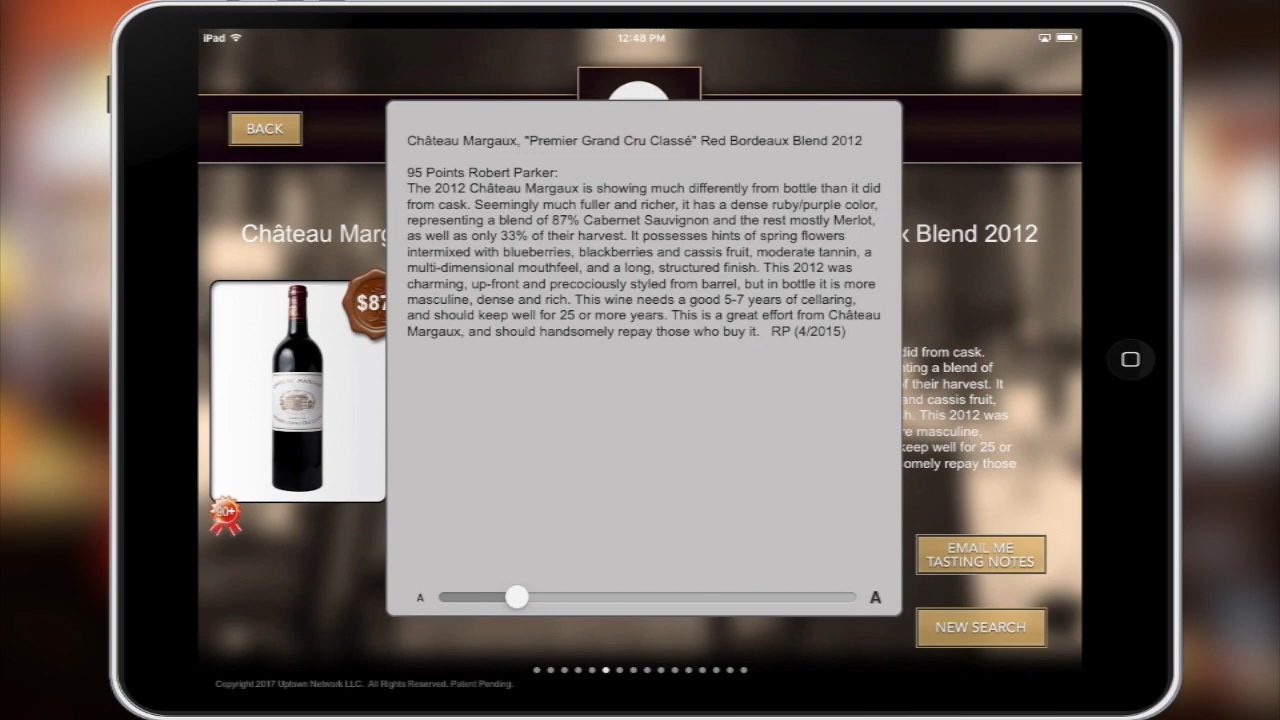 iPad
12:48 PM
BACK
Château Margaux, "Premier Grand Cru Classé" Red Bordeaux Blend 2012
95 Points Robert Parker:
The 2012 Château Margaux is showing much differently from bottle than it did
from cask. Seemingly much fuller and richer, it has a dense ruby/purple color,
representing a blend of 87% Cabernet Sauvignon and the rest mostly Merlot,
as well as only 33% of their harvest. It possesses hints of spring flowers
intermixed with blueberries, blackberries and cassis fruit, moderate tannin, a
multi-dimensional mouthfeel, and a long, structured finish. This 2012 was
charming, up-front and precociously styled from barrel, but in bottle it is more
masculine, dense and rich. This wine needs a good 5-7 years of cellaring,
and should keep well for 25 or more years. This is a great effort from Château
Margaux, and should handsomely repay those who buy it. RP (4/2015)
A A
Château Marg
x Blend 2012
$87
90+
did from cask.
ting a blend of
f their harvest. It
and cassis fruit,
h. This 2012 was
re masculine,
keep well for 25 or
omely repay those
EMAIL ME
TASTING NOTES
NEW SEARCH
Copyright 2017 Uptown Network LLC. All Rights Reserved. Patent Pending.